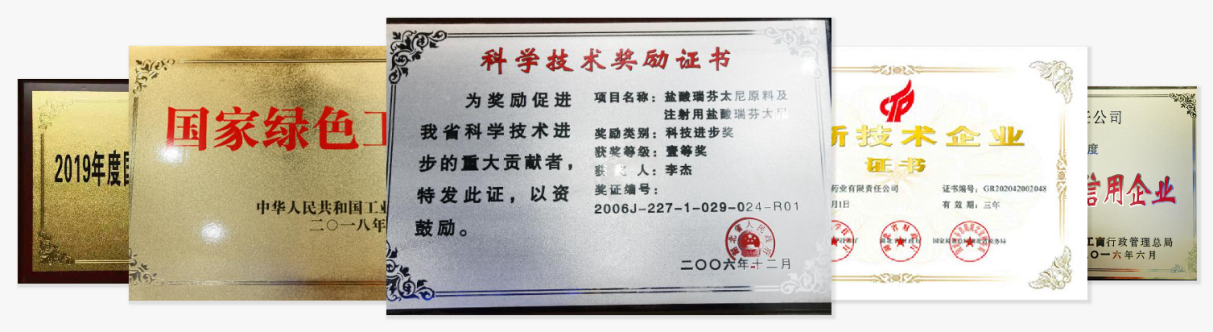 2019年度国
国家绿色工
中华人民共和国工业
二〇一八年
科学技术奖励证书
为奖励促进
我省科学技术进
步的重大贡献者，
特发此证，以资
鼓励。
项目名称：盐酸瑞芬太尼原料及
注射用盐酸瑞芬太尼
奖励类别：科技进步奖
获奖等级：壹等奖
获奖人：李杰
奖证编号：
2006J-227-1-029-024-R01
二〇〇六年十二月
新技术企业
证书
药业有限责任公司
月1日
证书编号：GR202042002048
有效期：三年
任公司
度
信用企业
工商行政管理总局
二〇一六年六月